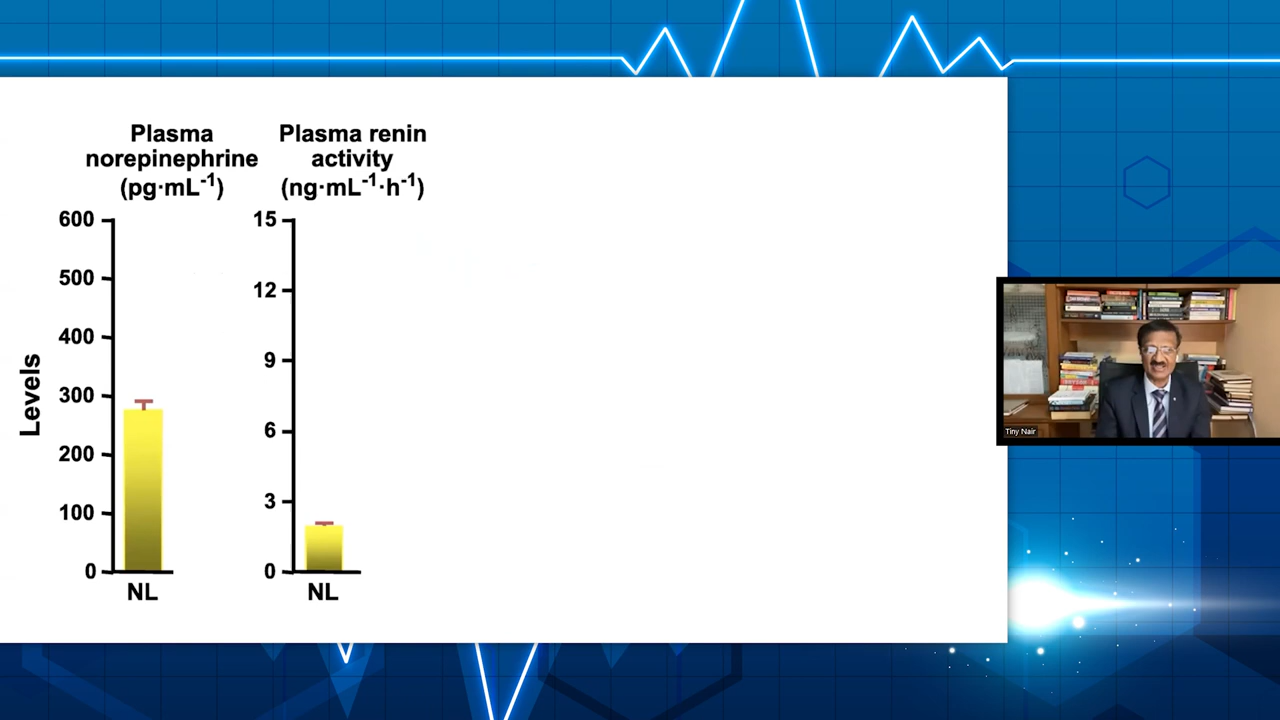 Plasma
norepinephrine
(pg·mL⁻¹)
Levels
600
500
400
300
200
100
0
NL
Plasma renin
activity
(ng·mL⁻¹·h⁻¹)
15
12
9
6
3
0
NL
Tiny Nair